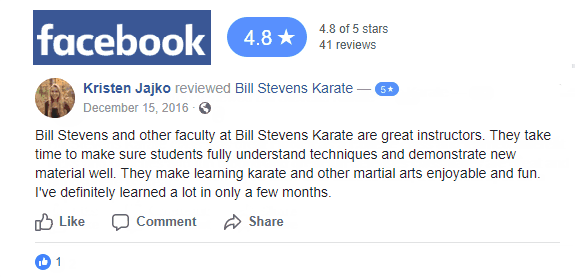 facebook
4.8 ★
4.8 of 5 stars
41 reviews
Kristen Jajko reviewed Bill Stevens Karate — 5★
December 15, 2016 ·
Bill Stevens and other faculty at Bill Stevens Karate are great instructors. They take
time to make sure students fully understand techniques and demonstrate new
material well. They make learning karate and other martial arts enjoyable and fun.
I've definitely learned a lot in only a few months.
Like Comment Share
1